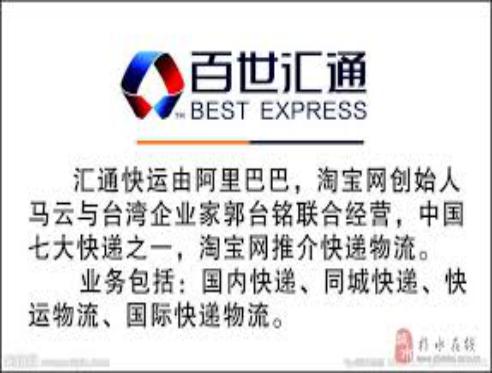 百世汇通
TM BEST EXPRESS
汇通快运由阿里巴巴，淘宝网创始人
马云与台湾企业家郭台铭联合经营，中国
七大快递之一，淘宝网推介快递物流。
业务包括：国内快递、同城快递、快
运物流、国际快递物流。
在线